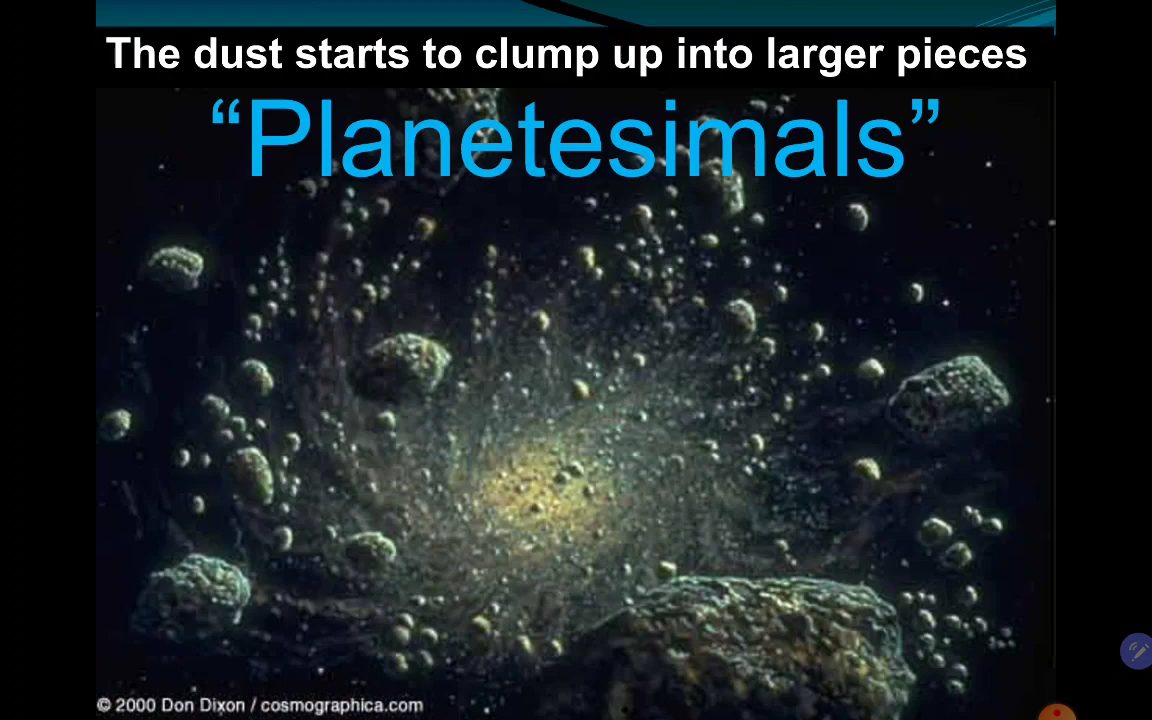 The dust starts to clump up into larger pieces
“Planetesimals”
© 2000 Don Dixon / cosmographica.com